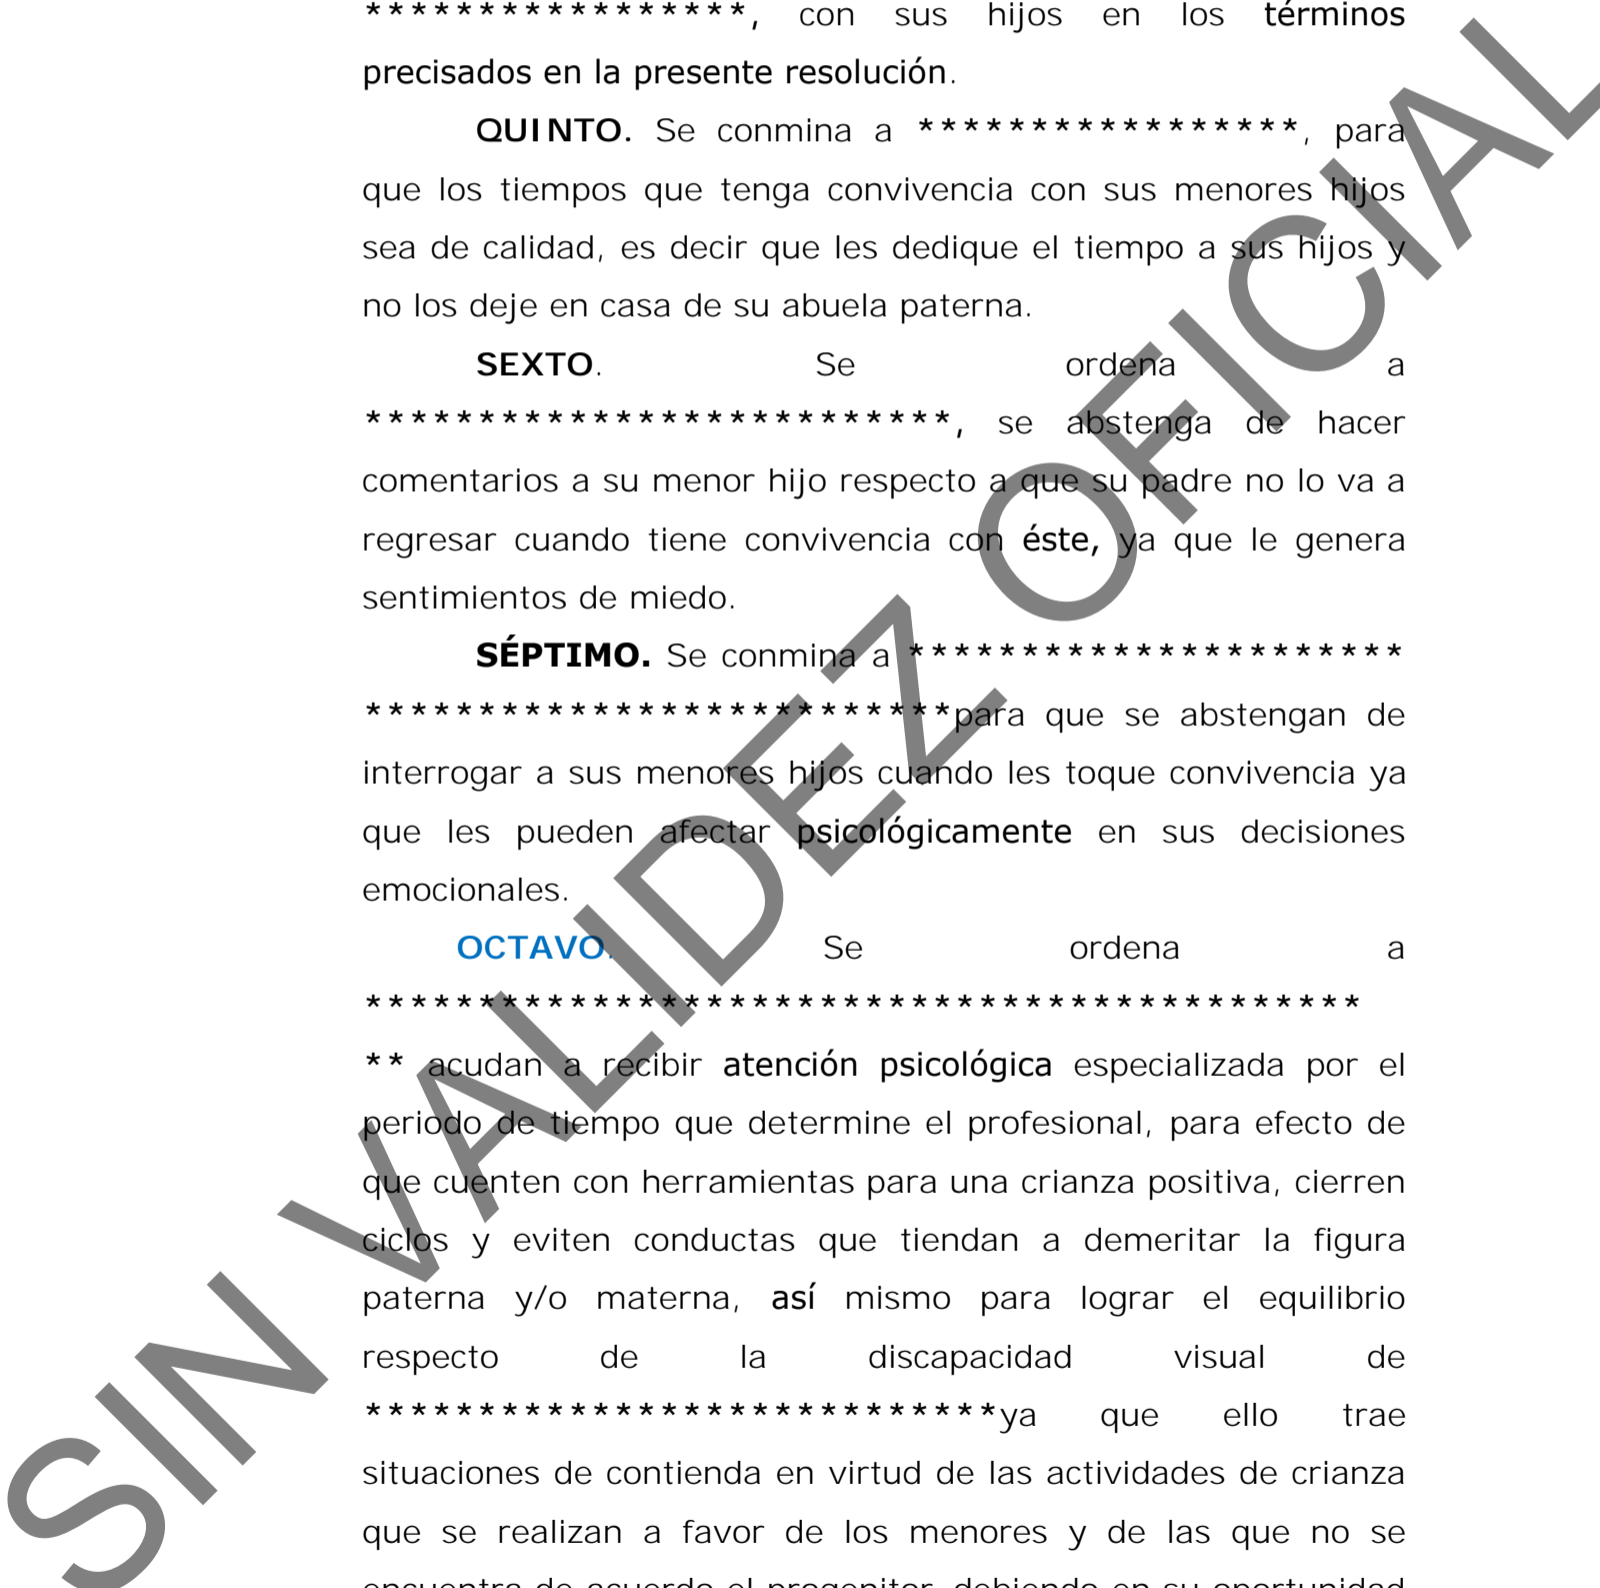 *****************, con sus hijos en los términos
precisados en la presente resolución.
QUINTO. Se conmina a *****************, para
que los tiempos que tenga convivencia con sus menores hijos
sea de calidad, es decir que les dedique el tiempo a sus hijos y
no los deje en casa de su abuela paterna.
SEXTO. Se ordena a
**************************, se abstenga de hacer
comentarios a su menor hijo respecto a que su padre no lo va a
regresar cuando tiene convivencia con éste, ya que le genera
sentimientos de miedo.
SÉPTIMO. Se conmina a **********************
**************************para que se abstengan de
interrogar a sus menores hijos cuando les toque convivencia ya
que les pueden afectar psicológicamente en sus decisiones
emocionales.
OCTAVO. Se ordena a
********************************************
** acudan a recibir atención psicológica especializada por el
periodo de tiempo que determine el profesional, para efecto de
que cuenten con herramientas para una crianza positiva, cierren
ciclos y eviten conductas que tiendan a demeritar la figura
paterna y/o materna, así mismo para lograr el equilibrio
respecto de la discapacidad visual de
****************************ya que ello trae
situaciones de contienda en virtud de las actividades de crianza
que se realizan a favor de los menores y de las que no se
encuentra de acuerdo el progenitor, debiendo en su oportunidad
SIN VALIDEZ OFICIAL